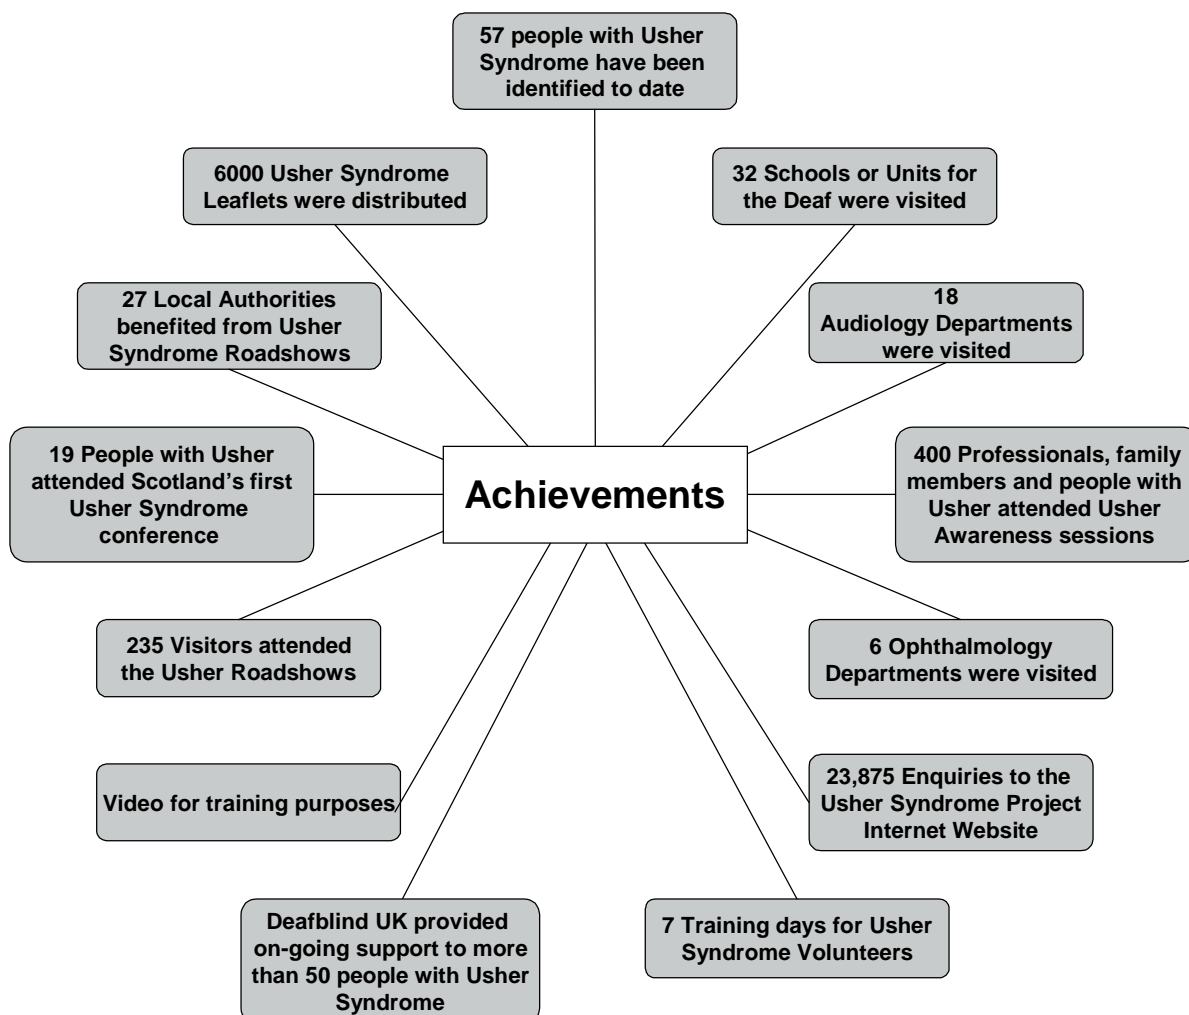 57 people with Usher
Syndrome have been
identified to date
6000 Usher Syndrome
Leaflets were distributed
32 Schools or Units for
the Deaf were visited
27 Local Authorities
benefited from Usher
Syndrome Roadshows
18
Audiology Departments
were visited
19 People with Usher
attended Scotland’s first
Usher Syndrome
conference
Achievements
400 Professionals, family
members and people with
Usher attended Usher
Awareness sessions
235 Visitors attended
the Usher Roadshows
6 Ophthalmology
Departments were visited
Video for training purposes
23,875 Enquiries to the
Usher Syndrome Project
Internet Website
Deafblind UK provided
on-going support to more
than 50 people with Usher
Syndrome
7 Training days for Usher
Syndrome Volunteers